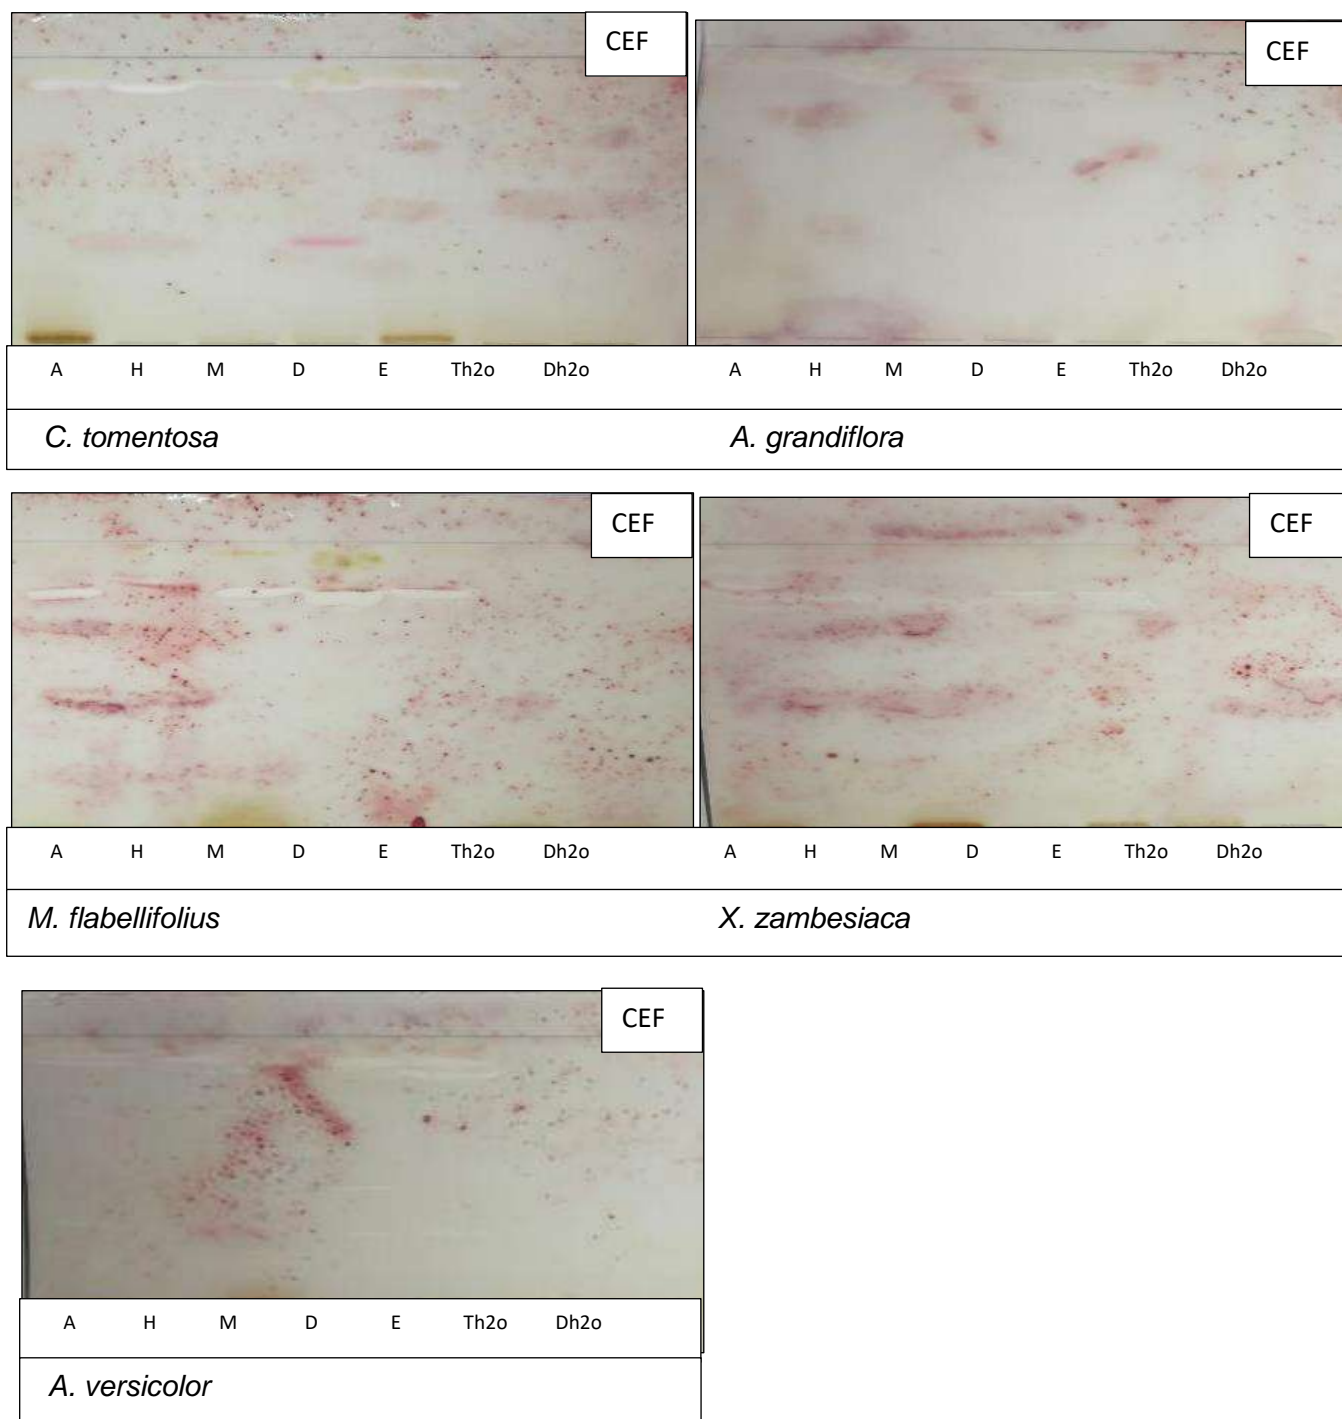 CEF
CEF
A H M D E Th2o Dh2o A H M D E Th2o Dh2o
C. tomentosa A. grandiflora
CEF
CEF
A H M D E Th2o Dh2o A H M D E Th2o Dh2o
M. flabellifolius X. zambesiaca
CEF
A H M D E Th2o Dh2o
A. versicolor